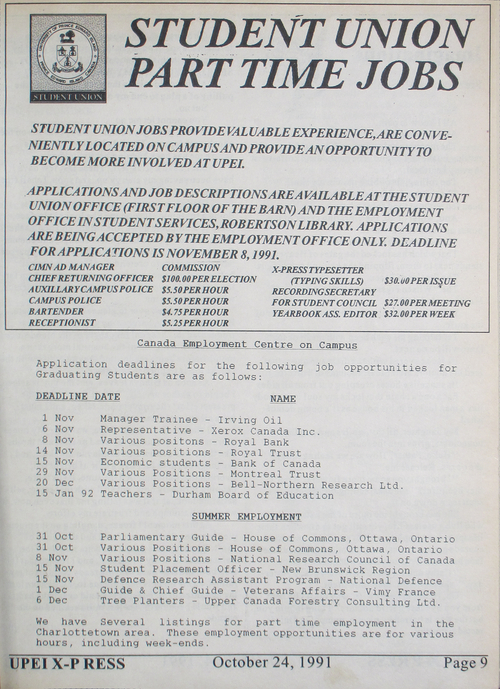 STUDENT UNION
STUDENT UNION
PART TIME JOBS
STUDENT UNION JOBS PROVIDE VALUABLE EXPERIENCE, ARE CONVE-
NIENTLY LOCATED ON CAMPUS AND PROVIDE AN OPPORTUNITY TO
BECOME MORE INVOLVED AT UPEI.
APPLICATIONS AND JOB DESCRIPTIONS ARE AVAILABLE AT THE STUDENT
UNION OFFICE (FIRST FLOOR OF THE BARN) AND THE EMPLOYMENT
OFFICE IN STUDENT SERVICES, ROBERTSON LIBRARY. APPLICATIONS
ARE BEING ACCEPTED BY THE EMPLOYMENT OFFICE ONLY. DEADLINE
FOR APPLICATIONS IS NOVEMBER 8, 1991.
CIMN AD MANAGER COMMISSION
CHIEF RETURNING OFFICER $100.00 PER ELECTION
AUXILLARY CAMPUS POLICE $5.50 PER HOUR
CAMPUS POLICE $5.50 PER HOUR
BARTENDER $4.75 PER HOUR
RECEPTIONIST $5.25 PER HOUR
X-PRESS TYPESETTER
(TYPING SKILLS) $30.00 PER ISSUE
RECORDING SECRETARY
FOR STUDENT COUNCIL $27.00 PER MEETING
YEARBOOK ASS. EDITOR $32.00 PER WEEK
Canada Employment Centre on Campus
Application deadlines for the following job opportunities for
Graduating Students are as follows:
DEADLINE DATE NAME
1 Nov Manager Trainee - Irving Oil
6 Nov Representative - Xerox Canada Inc.
8 Nov Various positons - Royal Bank
14 Nov Various positions - Royal Trust
15 Nov Economic students - Bank of Canada
29 Nov Various Positions - Montreal Trust
20 Dec Various Positions - Bell-Northern Research Ltd.
15 Jan 92 Teachers - Durham Board of Education
SUMMER EMPLOYMENT
31 Oct Parliamentary Guide - House of Commons, Ottawa, Ontario
31 Oct Various Positions - House of Commons, Ottawa, Ontario
8 Nov Various Positions - National Research Council of Canada
15 Nov Student Placement Officer - New Brunswick Region
15 Nov Defence Research Assistant Program - National Defence
1 Dec Guide & Chief Guide - Veterans Affairs - Vimy France
6 Dec Tree Planters - Upper Canada Forestry Consulting Ltd.
We have Several listings for part time employment in the
Charlottetown area. These employment opportunities are for various
hours, including week-ends.
UPEI X-PRESS October 24, 1991 Page 9